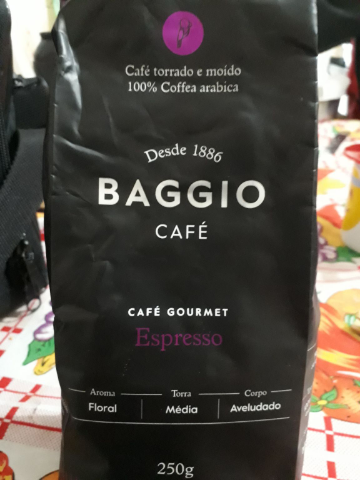 Café torrado e moído
100% Coffea arabica
Desde 1886
BAGGIO
CAFÉ
CAFÉ GOURMET
Espresso
Aroma Torra Corpo
Floral Média Aveludado
250g